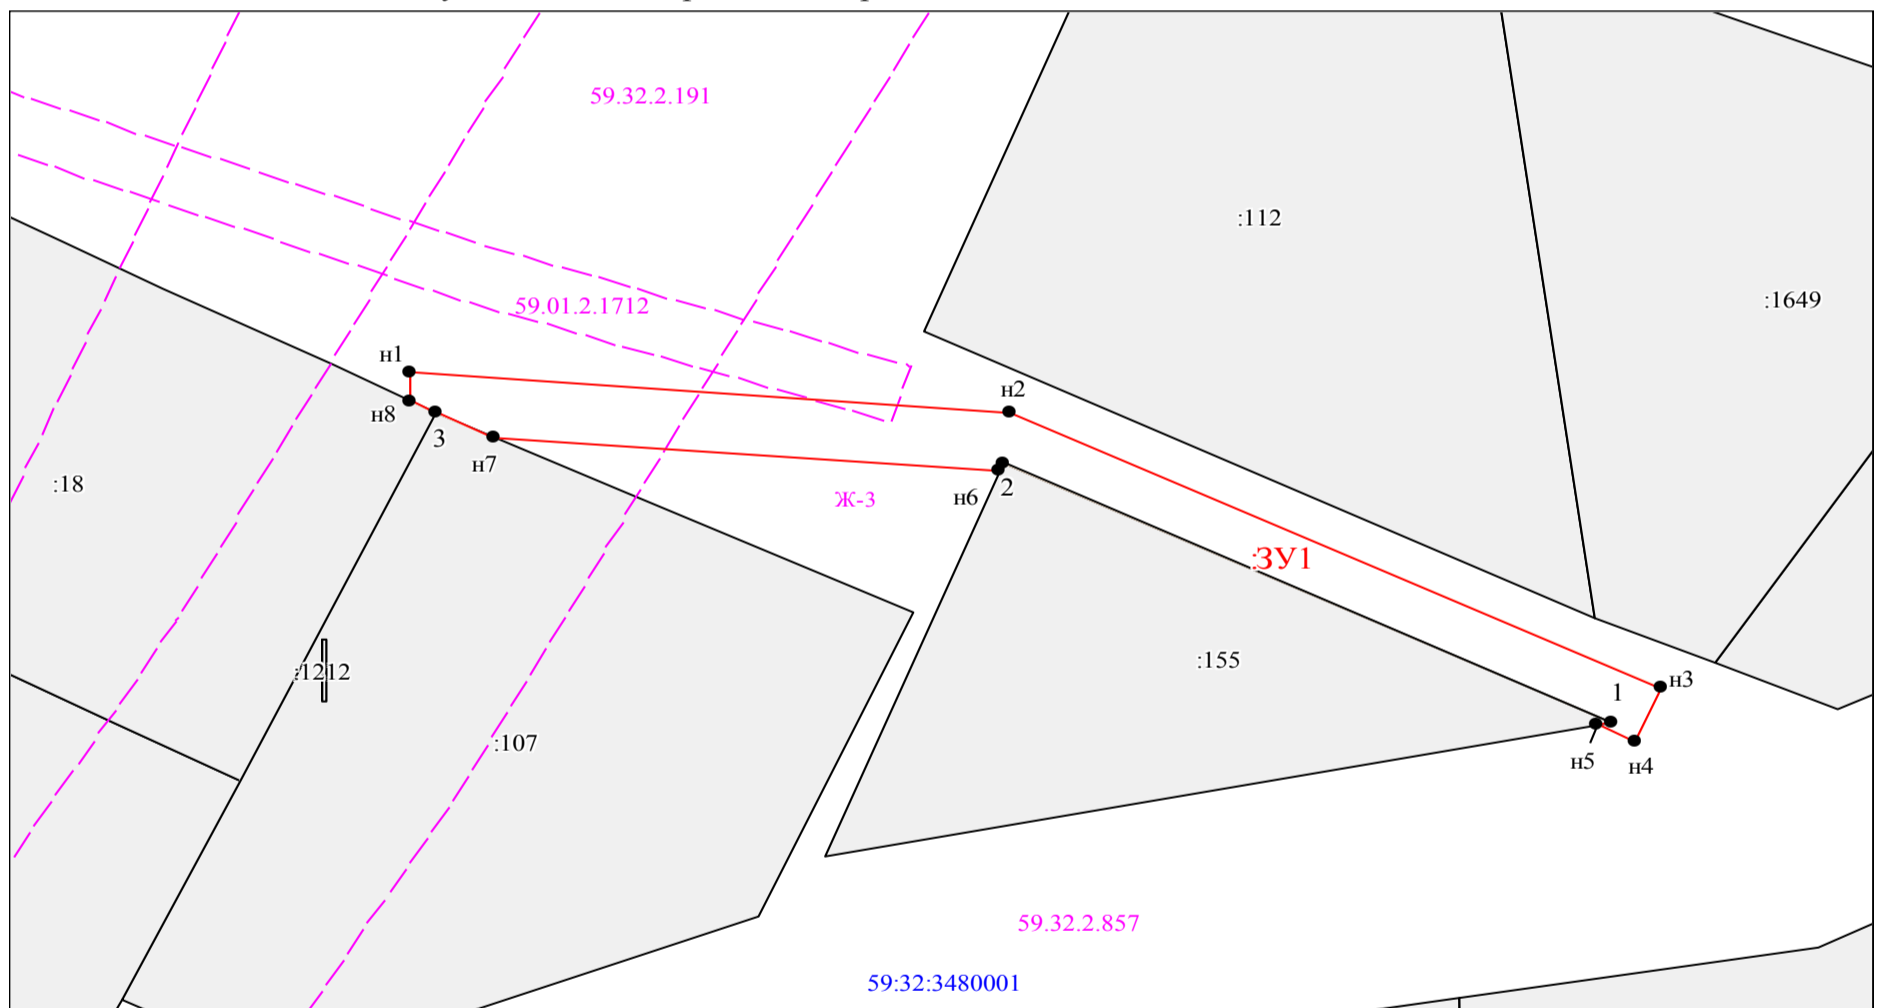 59.32.2.191
:112
:1649
59.01.2.1712
н1
н2
н8
3
н7
:18
н6
2
Ж-3
:ЗУ1
:155
:1212
н3
1
:107
н5
н4
59.32.2.857
59:32:3480001